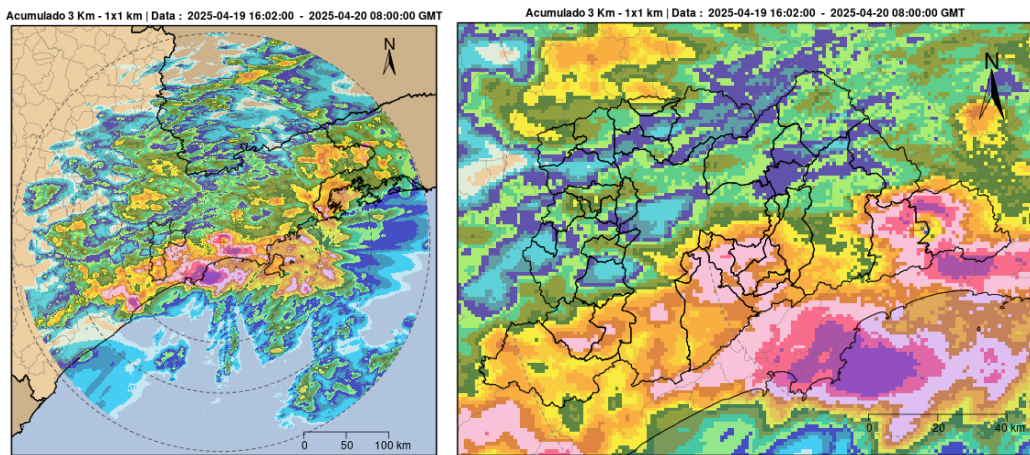 Acumulado 3 Km - 1x1 km | Data : 2025-04-19 16:02:00 - 2025-04-20 08:00:00 GMT
N
0 50 100 km
Acumulado 3 Km - 1x1 km | Data : 2025-04-19 16:02:00 - 2025-04-20 08:00:00 GMT
N
0 20 40 km